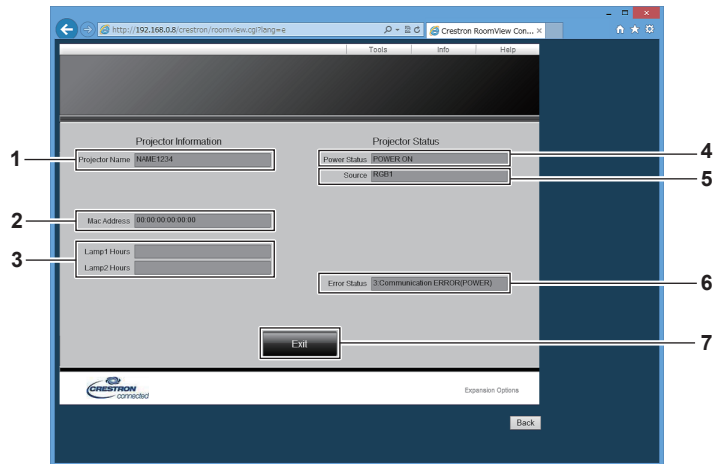 http://192.168.0.8/crestron/roomview.cgi?lang=e
Crestron RoomView Con...
Tools Info Help
Projector Information
Projector Status
1
Projector Name NAME1234
Power Status POWER ON
4
Source RGB1
5
2
Mac Address 00:00:00:00:00:00
3
Lamp1 Hours
Lamp2 Hours
Error Status 3:Communication ERROR(POWER)
6
Exit
7
CRESTRON
connected
Expansion Options
Back